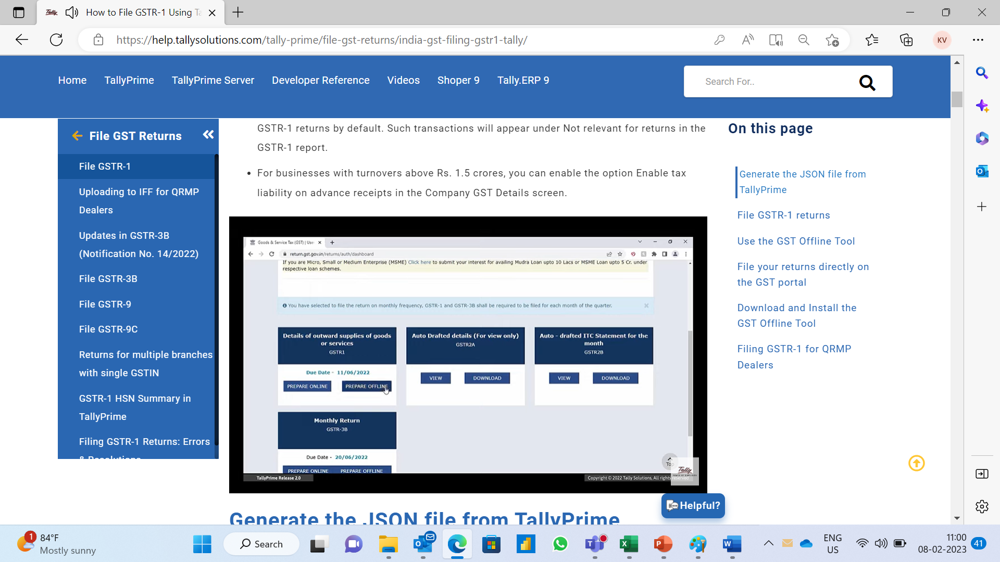 How to File GSTR-1 Using Ta
https://help.tallysolutions.com/tally-prime/file-gst-returns/india-gst-filing-gstr1-tally/
KV
Home TallyPrime TallyPrime Server Developer Reference Videos Shoper 9 Tally.ERP 9
Search For..
File GST Returns
File GSTR-1
Uploading to IFF for QRMP
Dealers
Updates in GSTR-3B
(Notification No. 14/2022)
File GSTR-3B
File GSTR-9
File GSTR-9C
Returns for multiple branches
with single GSTIN
GSTR-1 HSN Summary in
TallyPrime
Filing GSTR-1 Returns: Errors
& Resolutions
GSTR-1 returns by default. Such transactions will appear under Not relevant for returns in the
GSTR-1 report.
• For businesses with turnovers above Rs. 1.5 crores, you can enable the option Enable tax
liability on advance receipts in the Company GST Details screen.
Goods & Service Tax (GST) | Use
return.gst.gov.in/returns/auth/dashboard
If you are Micro, Small or Medium Enterprise (MSME) Click here to submit your interest for availing Mudra Loan upto 10 Lacs or MSME Loan upto 5 Cr. under
respective loan schemes.
You have selected to file the return on monthly frequency, GSTR-1 and GSTR-3B shall be required to be filed for each month of the quarter.
Details of outward supplies of goods
or services
GSTR1
Due Date - 11/06/2022
PREPARE ONLINE PREPARE OFFLINE
Auto Drafted details (For view only)
GSTR2A
VIEW DOWNLOAD
Auto - drafted ITC Statement for the
month
GSTR2B
VIEW DOWNLOAD
Monthly Return
GSTR-3B
Due Date - 20/06/2022
PREPARE ONLINE PREPARE OFFLINE
Top
Tally
TallyPrime Release 2.0
Copyright © 2022 Tally Solutions, All rights reserved
Helpful?
Generate the JSON file from TallyPrime
On this page
Generate the JSON file from
TallyPrime
File GSTR-1 returns
Use the GST Offline Tool
File your returns directly on
the GST portal
Download and Install the
GST Offline Tool
Filing GSTR-1 for QRMP
Dealers
1
84°F
Mostly sunny
Search
ENG
US
11:00
08-02-2023
41